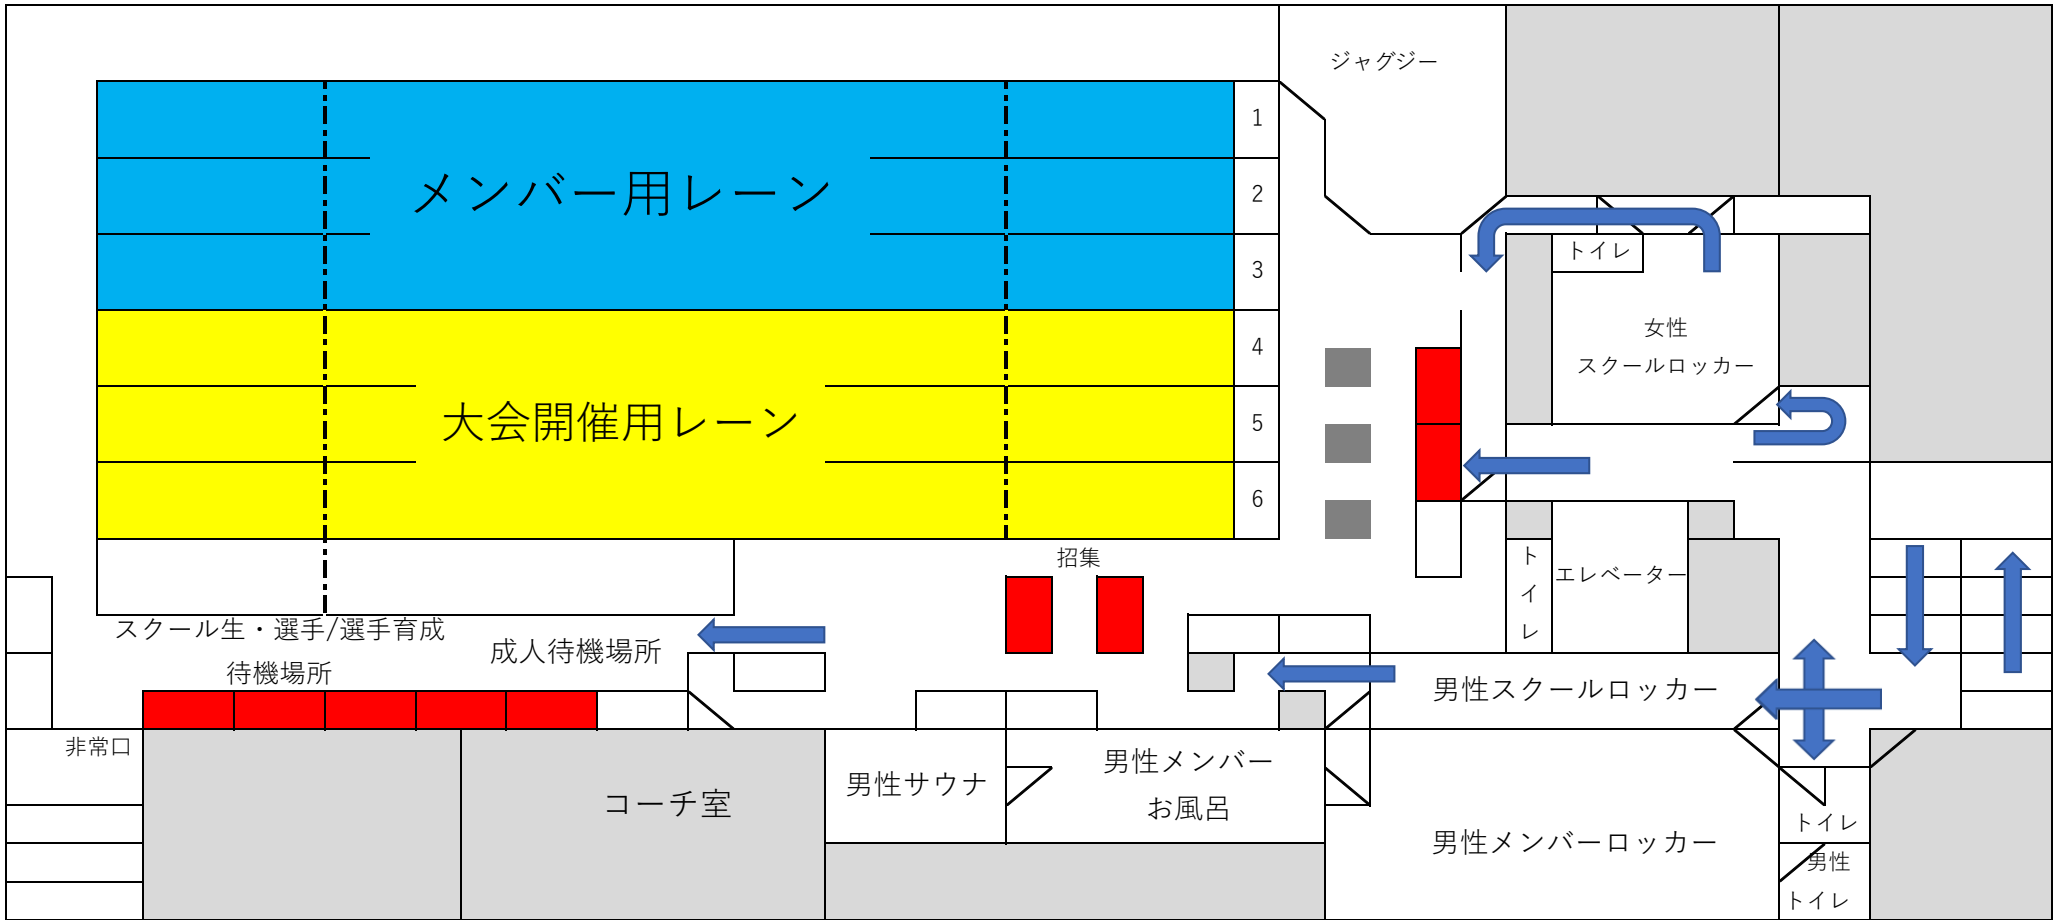 ジャグジー
1
メンバー用レーン
2
トイレ
3
女性
スクールロッカー
4
大会開催用レーン
5
6
招集
トイレ
エレベーター
スクール生・選手/選手育成
待機場所
成人待機場所
男性スクールロッカー
非常口
コーチ室
男性サウナ
男性メンバー
お風呂
男性メンバーロッカー
トイレ
男性
トイレ